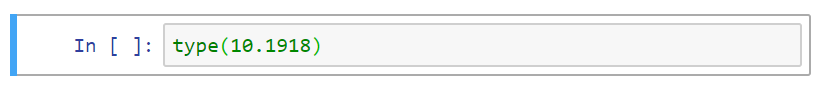 In [ ]: type(10.1918)